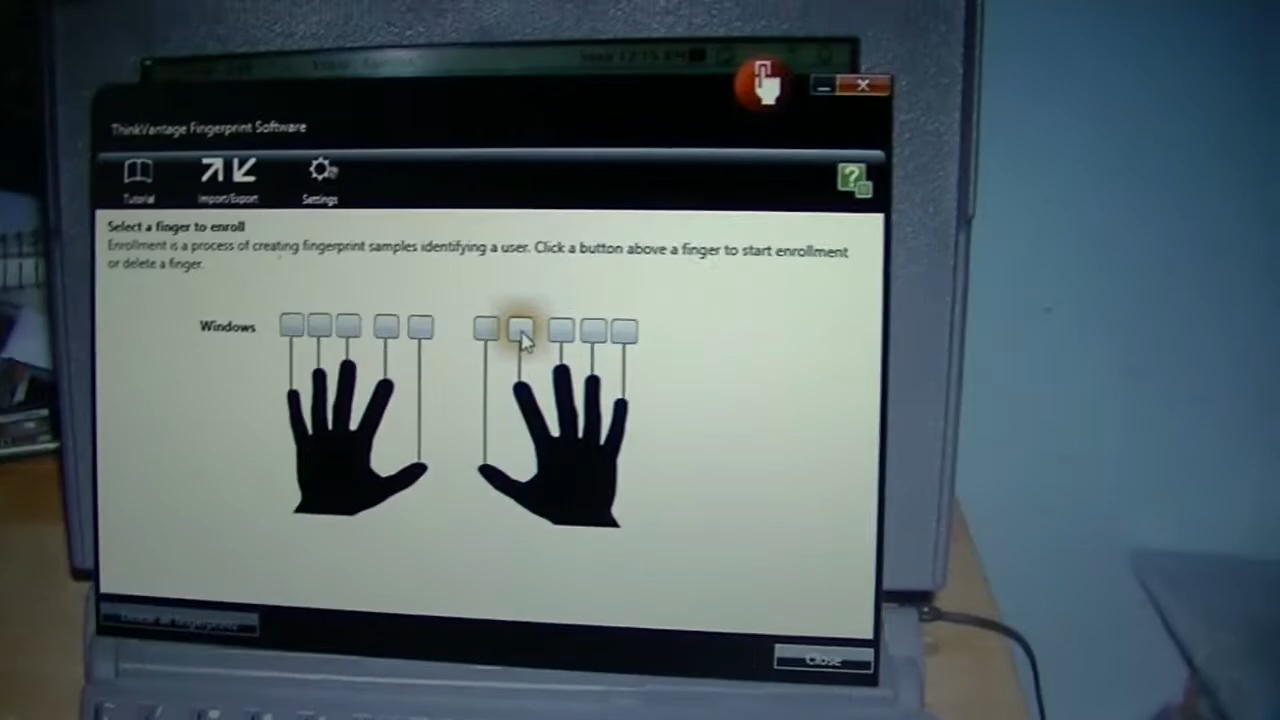 ThinkVantage Fingerprint Software
Tutorial
Import/Export
Settings
Select a finger to enroll
Enrollment is a process of creating fingerprint samples identifying a user. Click a button above a finger to start enrollment
or delete a finger.
Windows
Close